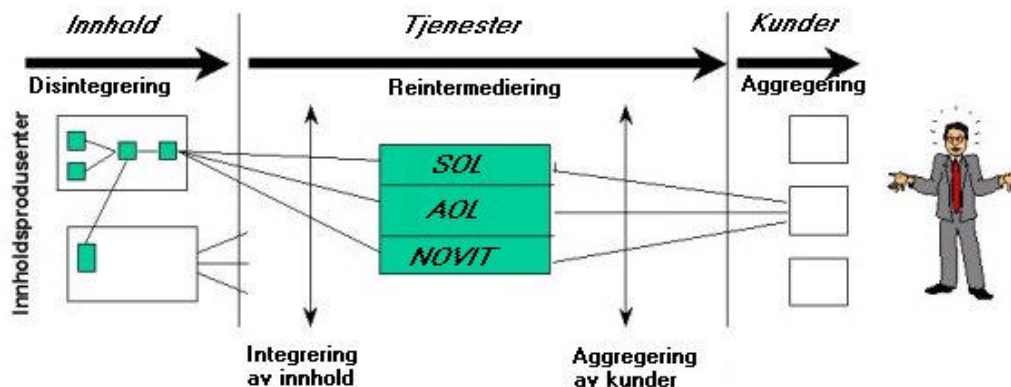 Innhold
Tjenester
Kunder
Disintegrering
Reintermediering
Aggregering
Innholdsprodusenter
SOL
AOL
NOVIT
Integrering
av innhold
Aggregering
av kunder